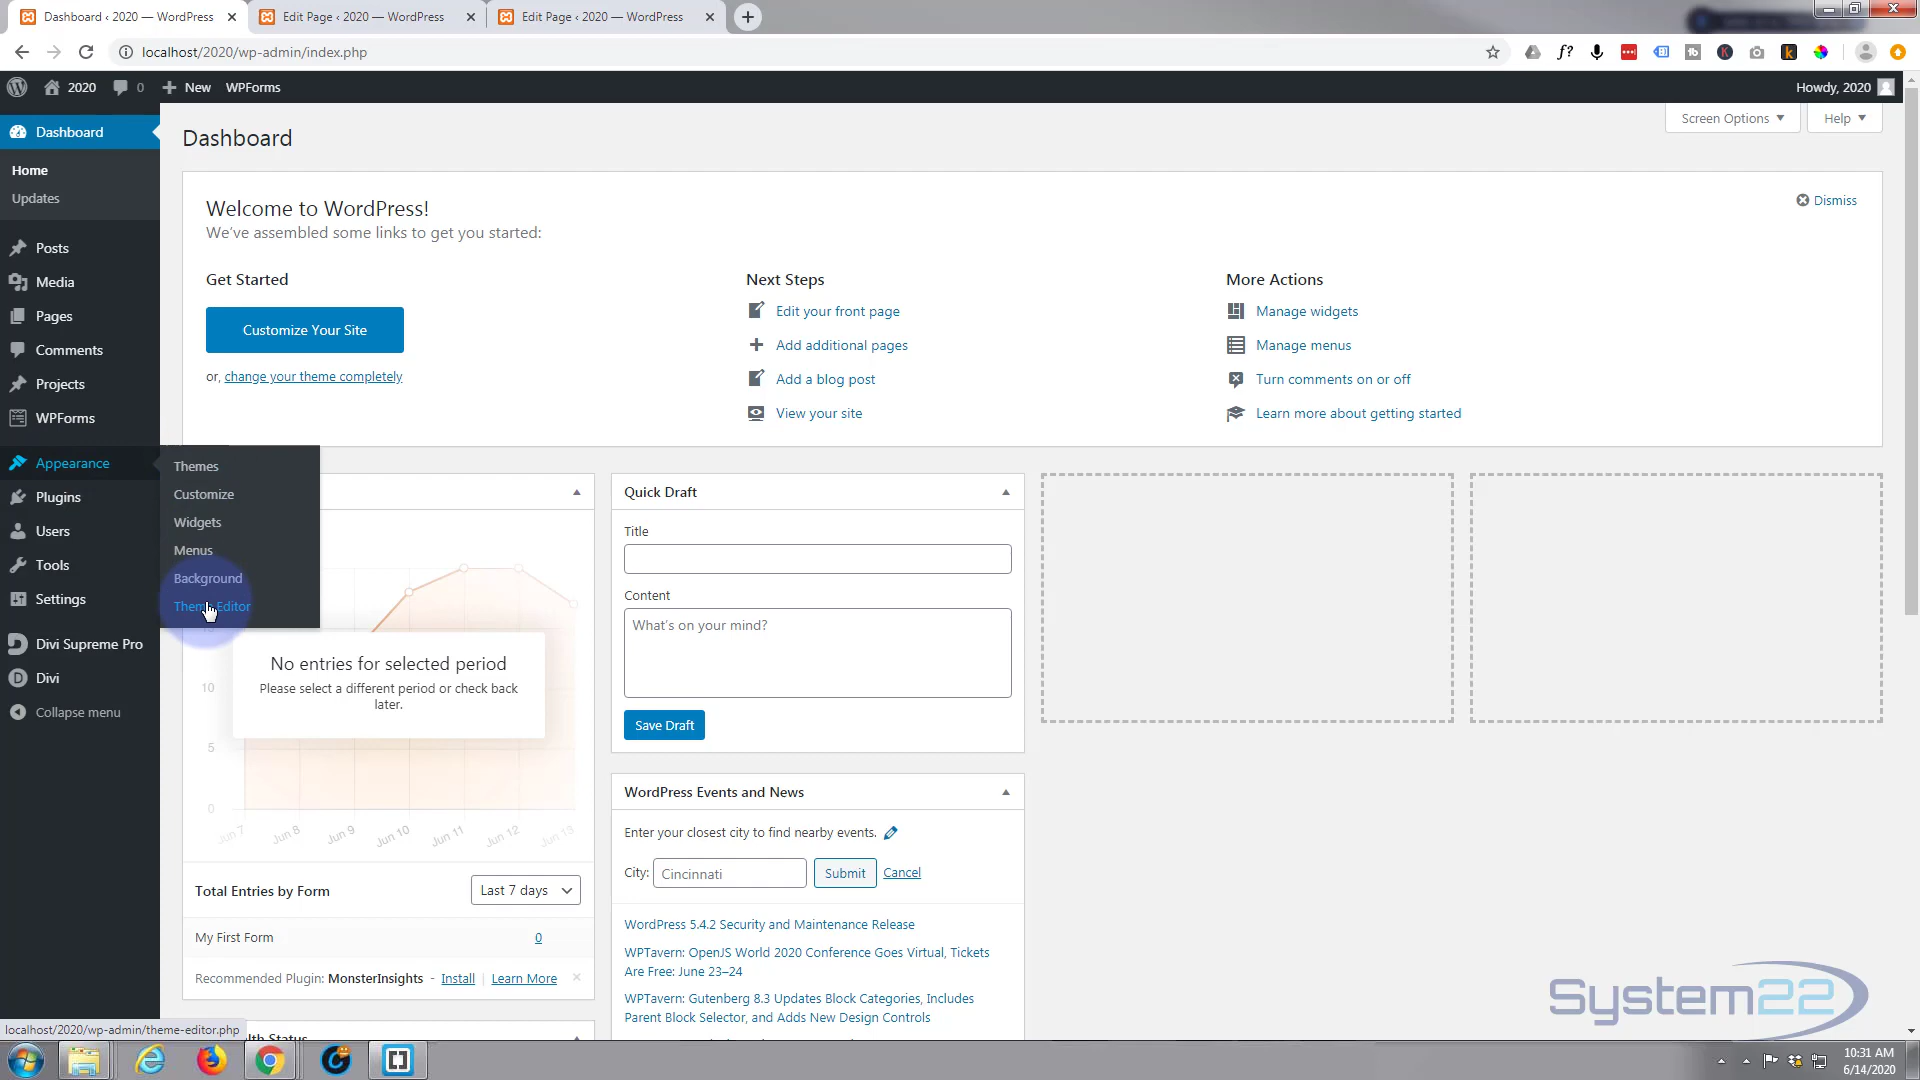 Dashboard ‹ 2020 — WordPress
Edit Page ‹ 2020 — WordPress
Edit Page ‹ 2020 — WordPress
localhost/2020/wp-admin/index.php
2020
0
New
WPForms
Howdy, 2020
Dashboard
Home
Updates
Posts
Media
Pages
Comments
Projects
WPForms
Appearance
Plugins
Users
Tools
Settings
Divi Supreme Pro
Divi
Collapse menu
Themes
Customize
Widgets
Menus
Background
Theme Editor
Dashboard
Screen Options
Help
Welcome to WordPress!
We've assembled some links to get you started:
Dismiss
Get Started
Customize Your Site
or, change your theme completely
Next Steps
Edit your front page
Add additional pages
Add a blog post
View your site
More Actions
Manage widgets
Manage menus
Turn comments on or off
Learn more about getting started
No entries for selected period
Please select a different period or check back
later.
10
5
0
Jun 7
Jun 8
Jun 9
Jun 10
Jun 11
Jun 12
Jun 13
Total Entries by Form
Last 7 days
My First Form
0
Recommended Plugin: MonsterInsights - Install | Learn More
Quick Draft
Title
Content
What's on your mind?
Save Draft
WordPress Events and News
Enter your closest city to find nearby events.
City: Cincinnati Submit Cancel
WordPress 5.4.2 Security and Maintenance Release
WPTavern: OpenJS World 2020 Conference Goes Virtual, Tickets
Are Free: June 23–24
WPTavern: Gutenberg 8.3 Updates Block Categories, Includes
Parent Block Selector, and Adds New Design Controls
System22
localhost/2020/wp-admin/theme-editor.php
Status
10:31 AM
6/14/2020